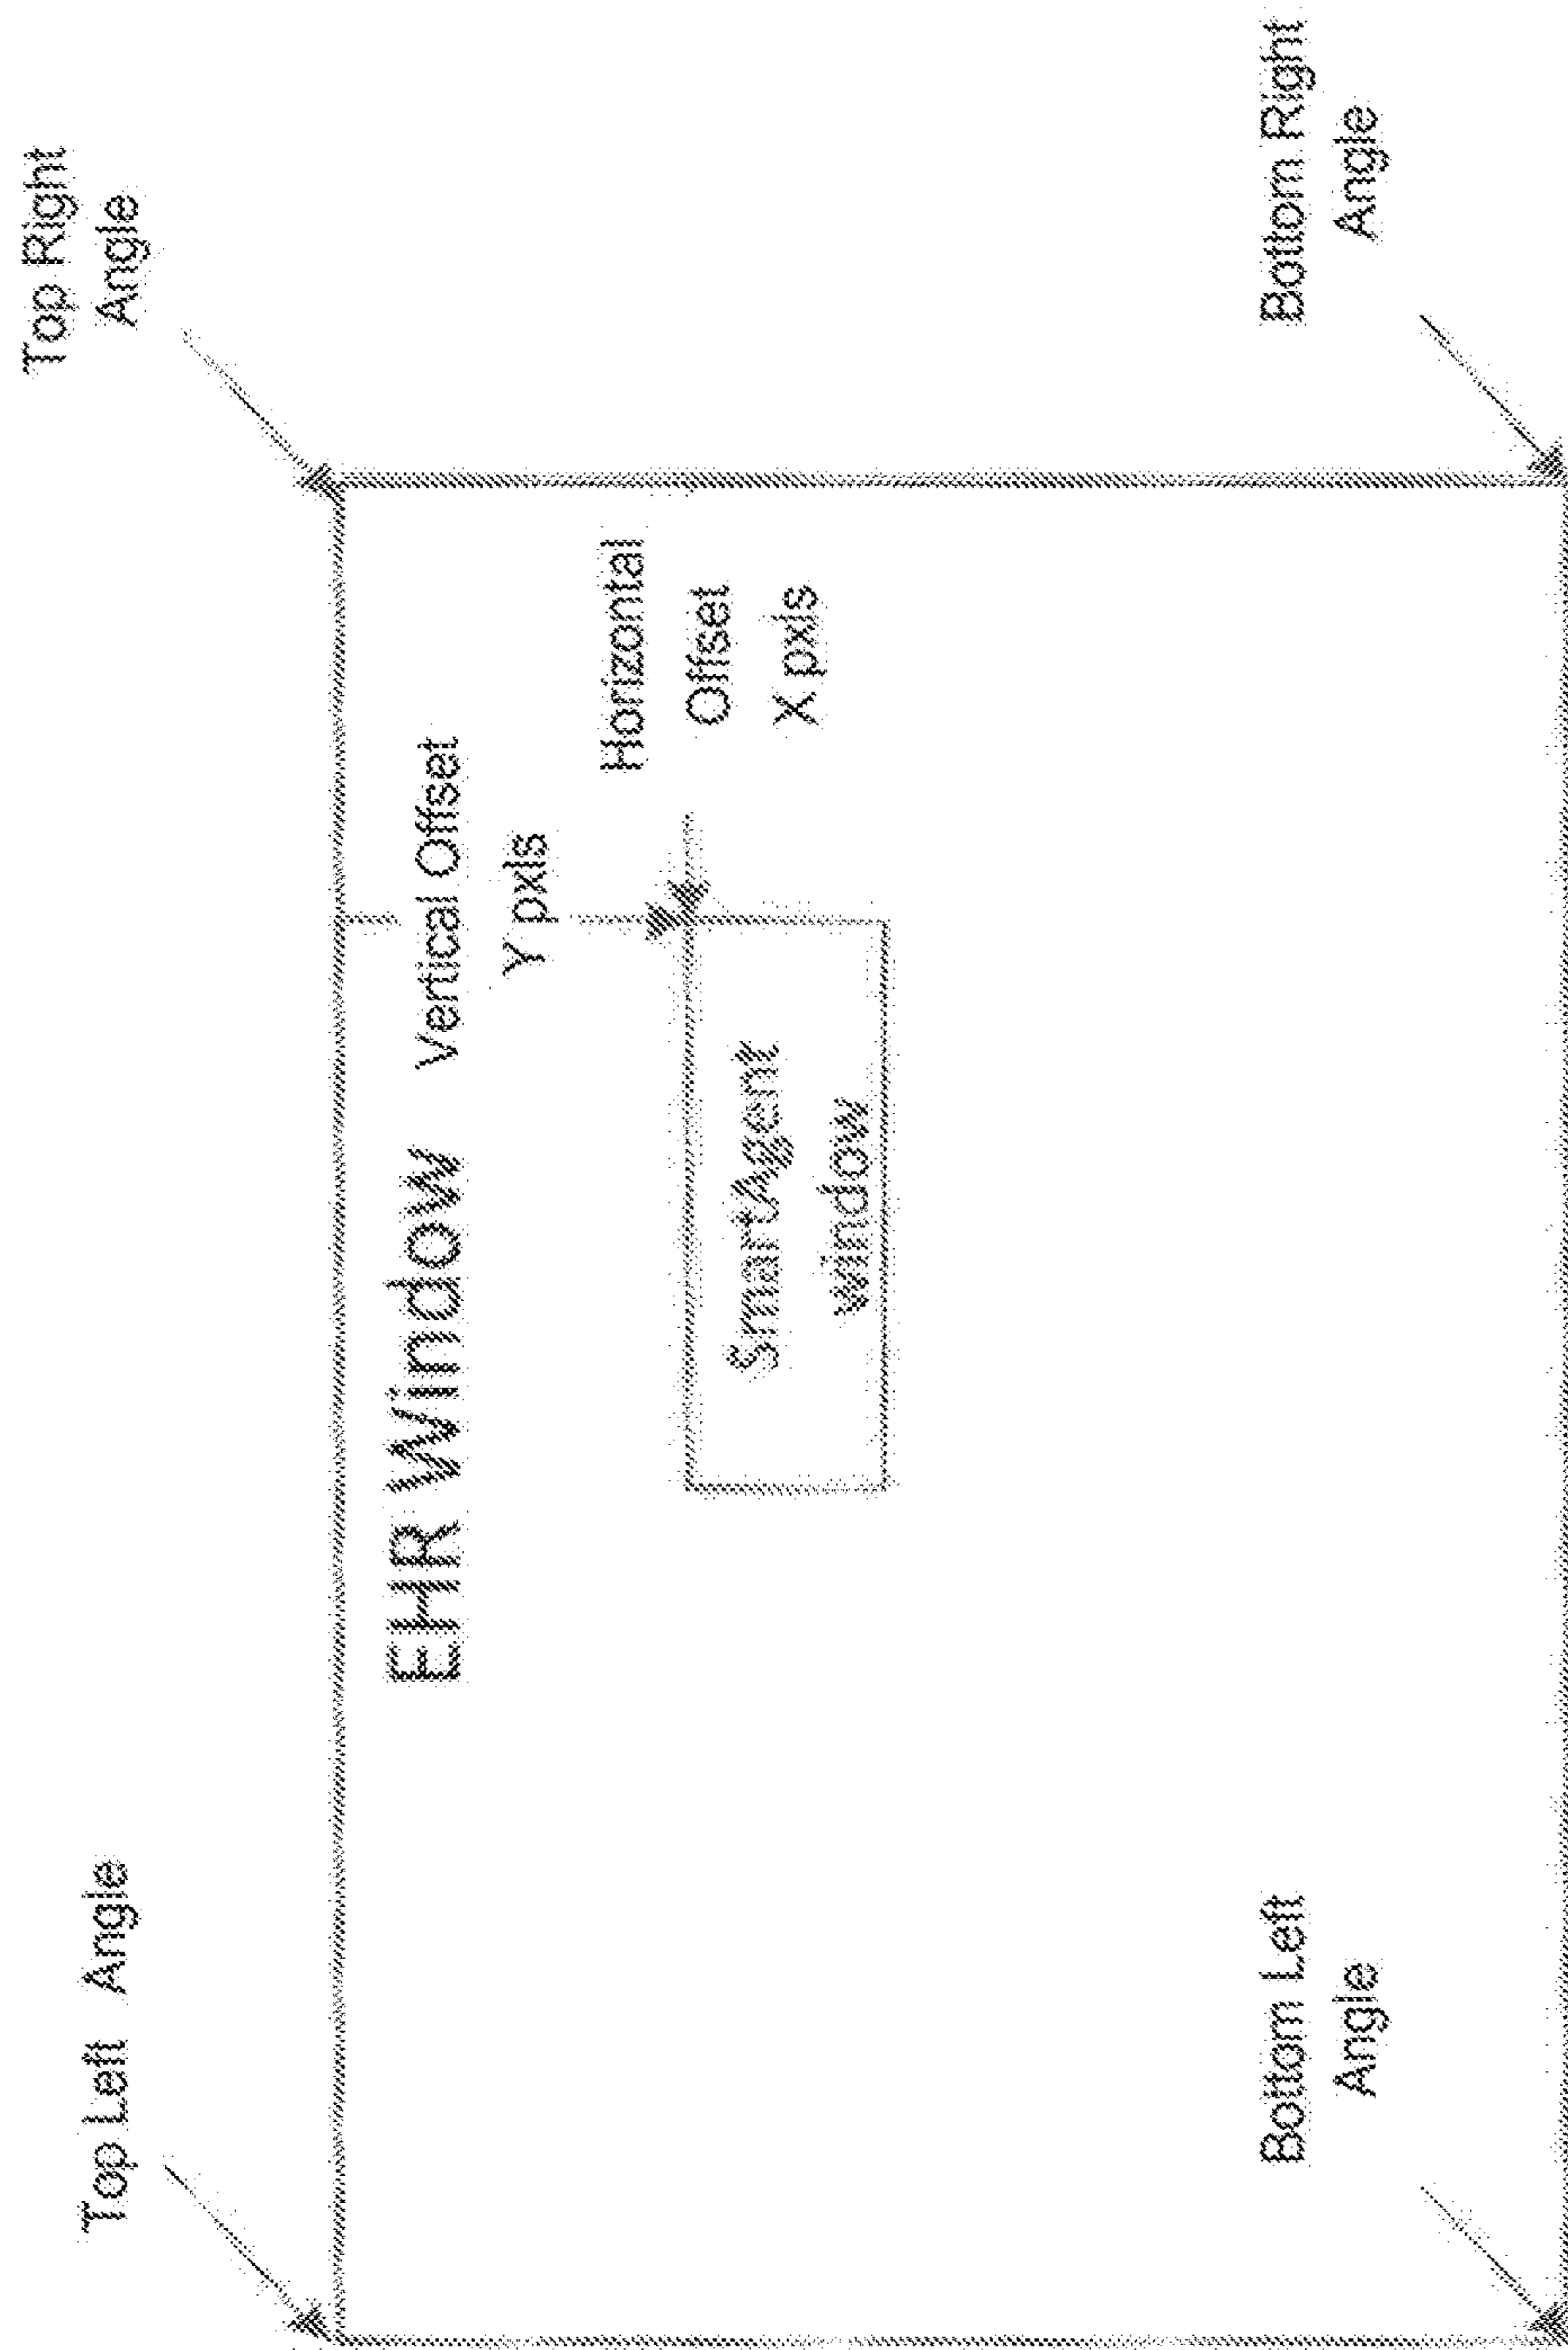 Top Left Angle
Top Right
Angle
EHR Window
Vertical Offset
Y pxls
Horizontal
Offset
X pxls
SmartAgent
window
Bottom Left
Angle
Bottom Right
Angle